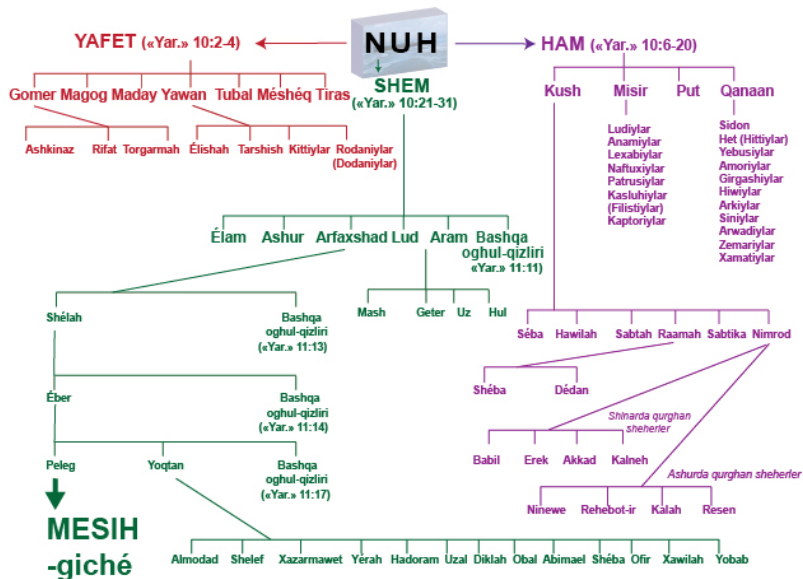 NUH
YAFET («Yar.» 10:2-4)
HAM («Yar.» 10:6-20)
SHEM
(«Yar.» 10:21-31)
Gomer Magog Maday Yawan Tubal Méshéq Tiras
Kush Misir Put Qanaan
Ashkinaz Rifat Torgarmah Élishah Tarshish Kittiylar Rodaniylar
(Dodaniylar)
Ludiylar
Anamiylar
Lexabiylar
Naftuxiylar
Patrusiylar
Kasluhiylar
(Filistiylar)
Kaptoriylar
Sidon
Het (Hittiylar)
Yebusiylar
Amoriylar
Girgashiylar
Hiwiylar
Arkiylar
Siniylar
Arwadiylar
Zemariylar
Xamatiylar
Élam Ashur Arfaxshad Lud Aram Bashqa
oghul-qizliri
«Yar.» 11:11)
Shélah Bashqa
oghul-qizliri
(«Yar.» 11:13)
Mash Geter Uz Hul
Séba Hawilah Sabtah Raamah Sabtika Nimrod
Shéba Dédan
Éber Bashqa
oghul-qizliri
(«Yar.» 11:14)
Shinarda qurghan
sheherler
Babil Erek Akkad Kalneh
Peleg Yoqtan Bashqa
oghul-qizliri
(«Yar.» 11:17)
Ashurda qurghan sheherler
Ninewe Rehebot-ir Kalah Resen
MESIH
-giché
Almodad Shelef Xazarmawet Yérah Hadoram Uzal Diklah Obal Abimael Shéba Ofir Xawilah Yobab